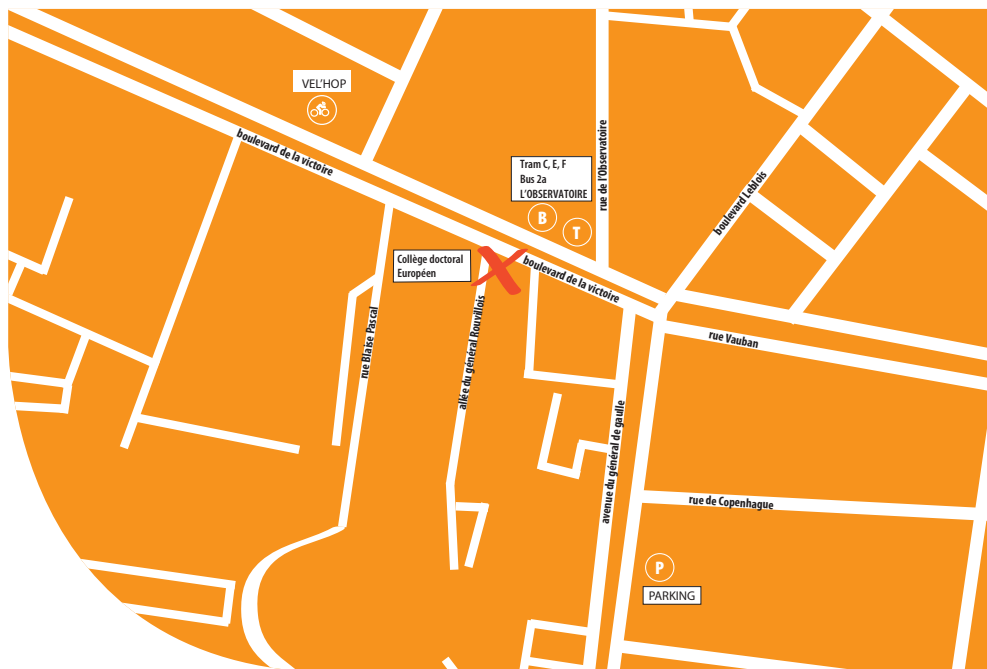 VEL'HOP
boulevard de la victoire
Tram C, E, F
Bus 2a
L'OBSERVATOIRE
B
T
rue de l'Observatoire
boulevard Leblois
Collège doctoral
Européen
boulevard de la victoire
rue Blaise Pascal
allée du général Rouvillois
rue Vauban
avenue du général de gaulle
rue de Copenhague
P
PARKING